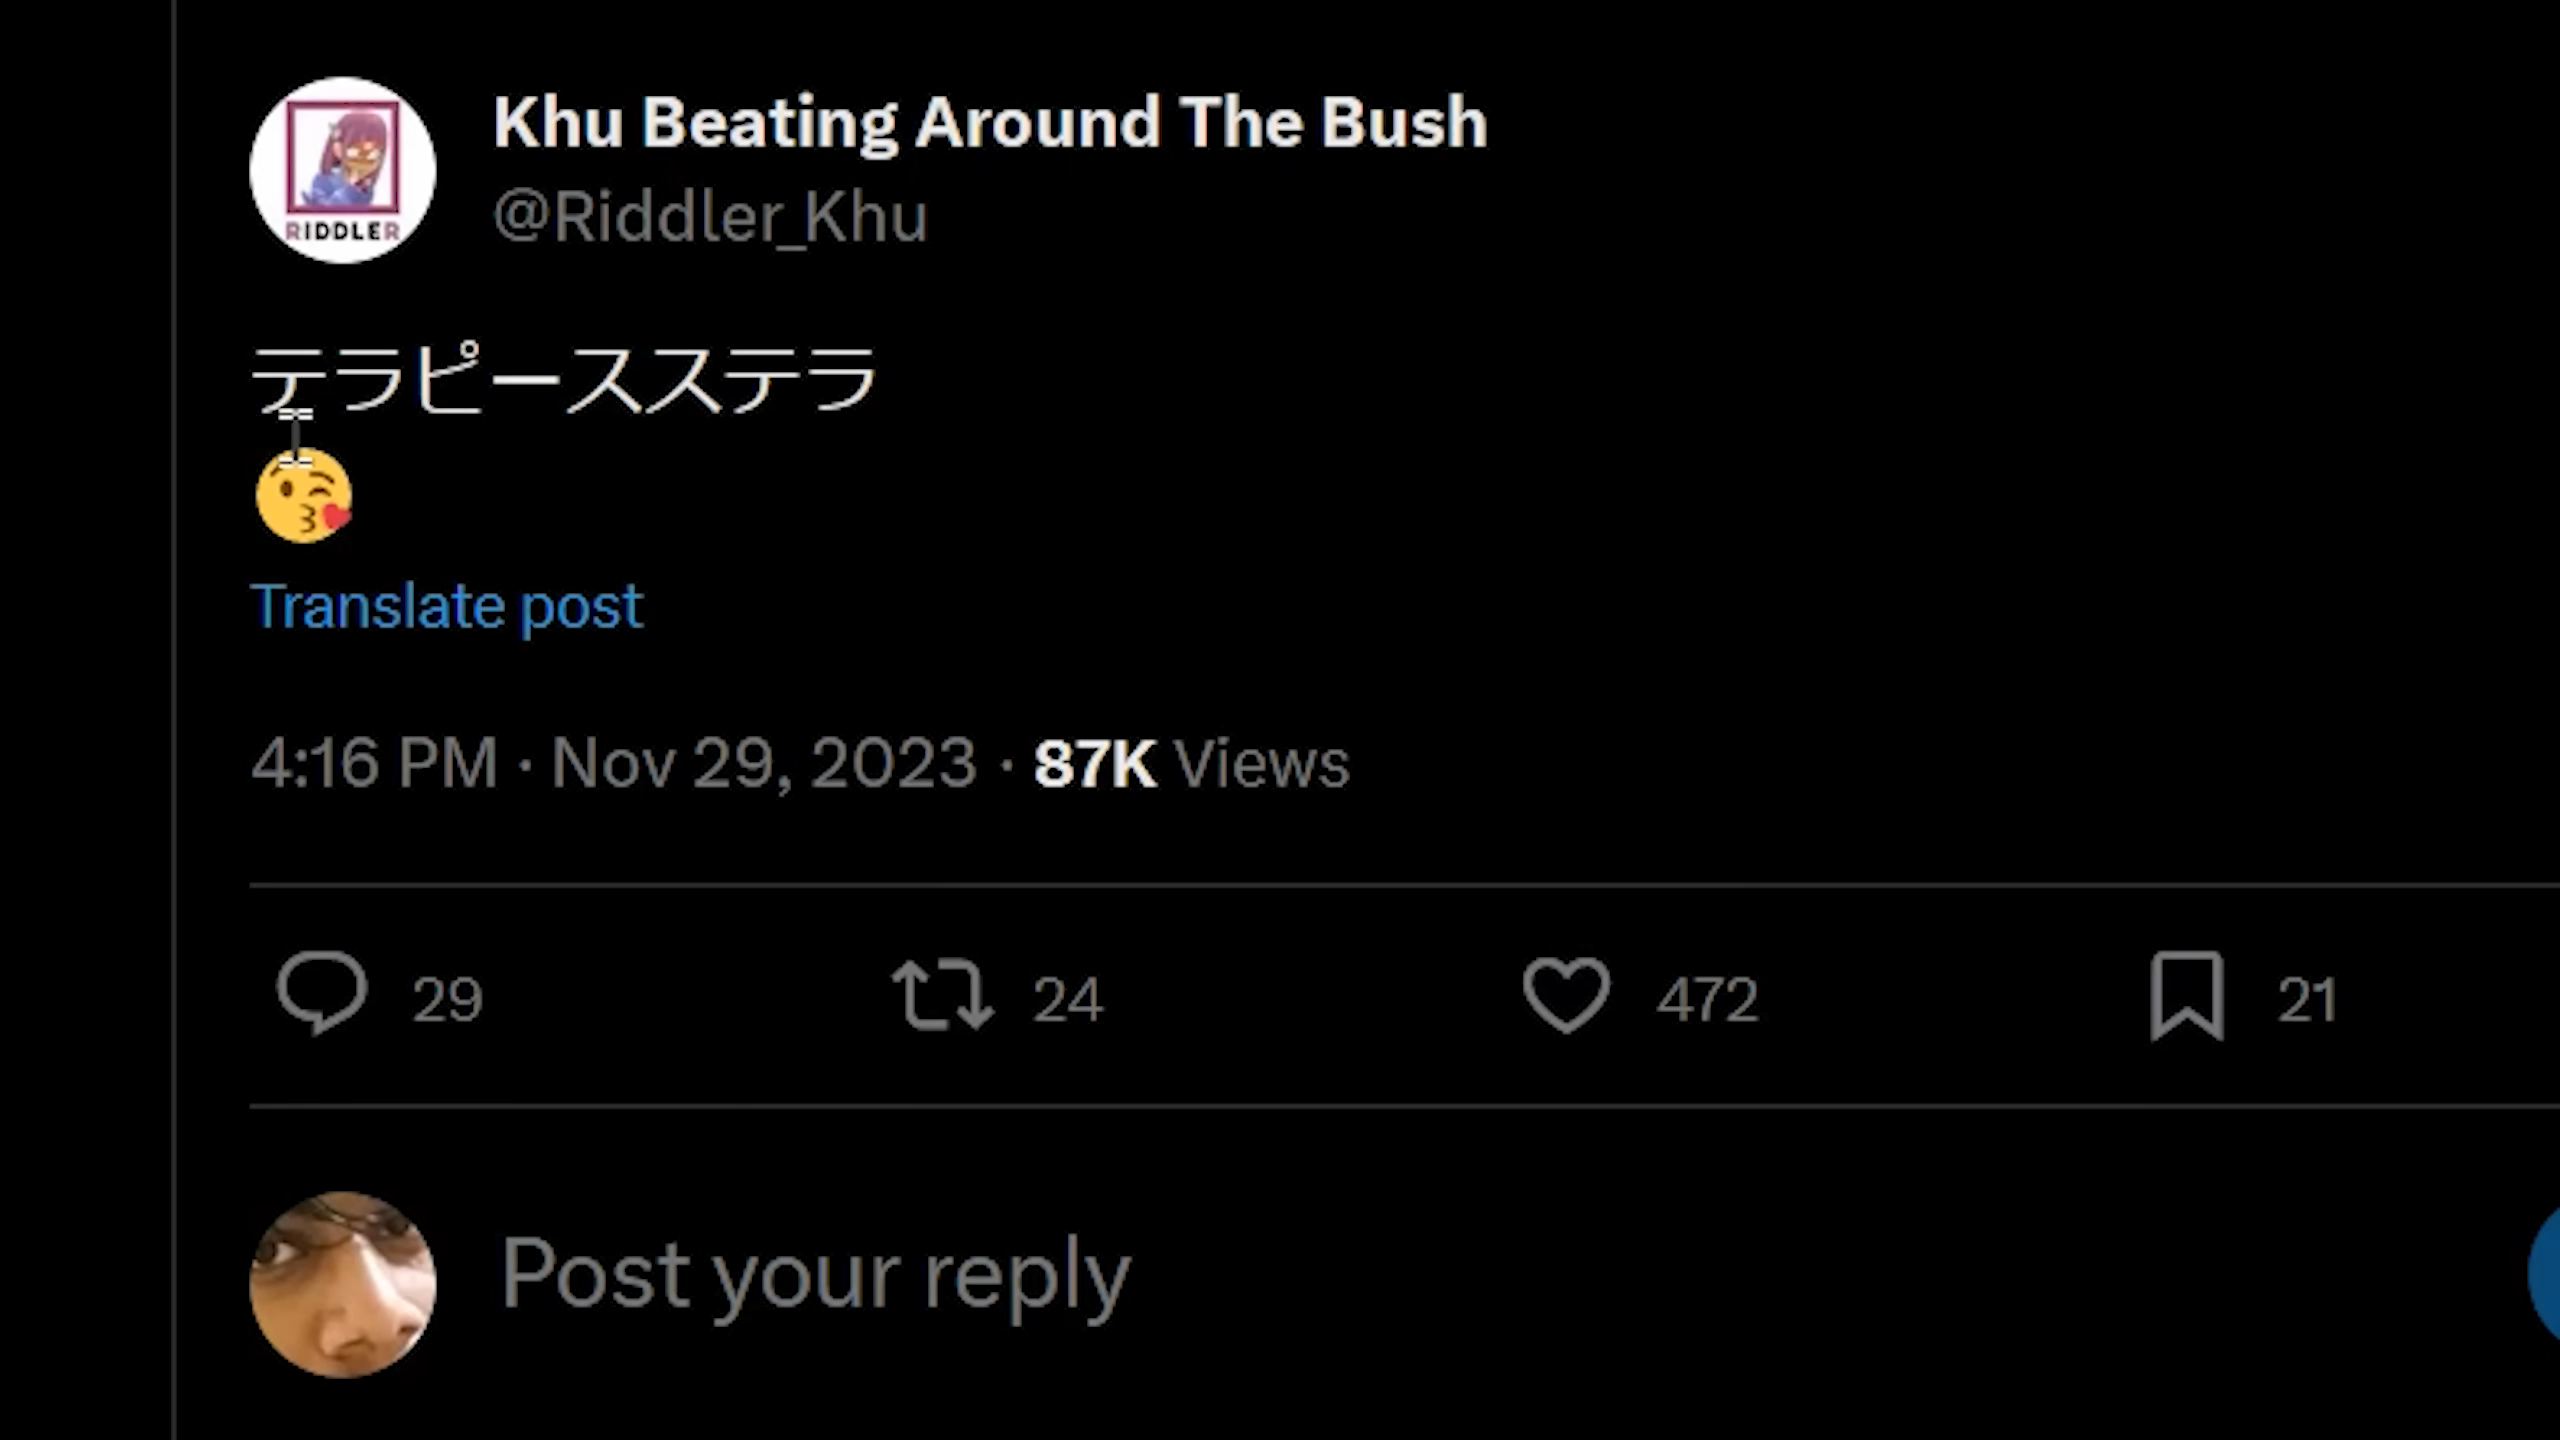 RIDDLER
Khu Beating Around The Bush
@Riddler_Khu
テラピースステラ
😘
Translate post
4:16 PM · Nov 29, 2023 · 87K Views
29 24 472 21
Post your reply